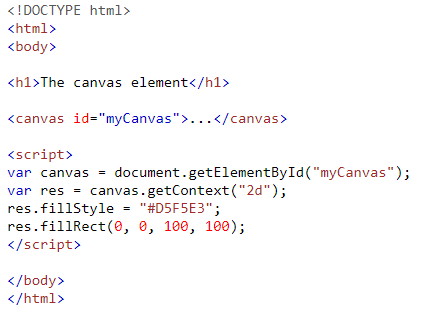 <!DOCTYPE html>
<html>
<body>
<h1>The canvas element</h1>
<canvas id="myCanvas">...</canvas>
<script>
var canvas = document.getElementById("myCanvas");
var res = canvas.getContext("2d");
res.fillStyle = "#D5F5E3";
res.fillRect(0, 0, 100, 100);
</script>
</body>
</html>